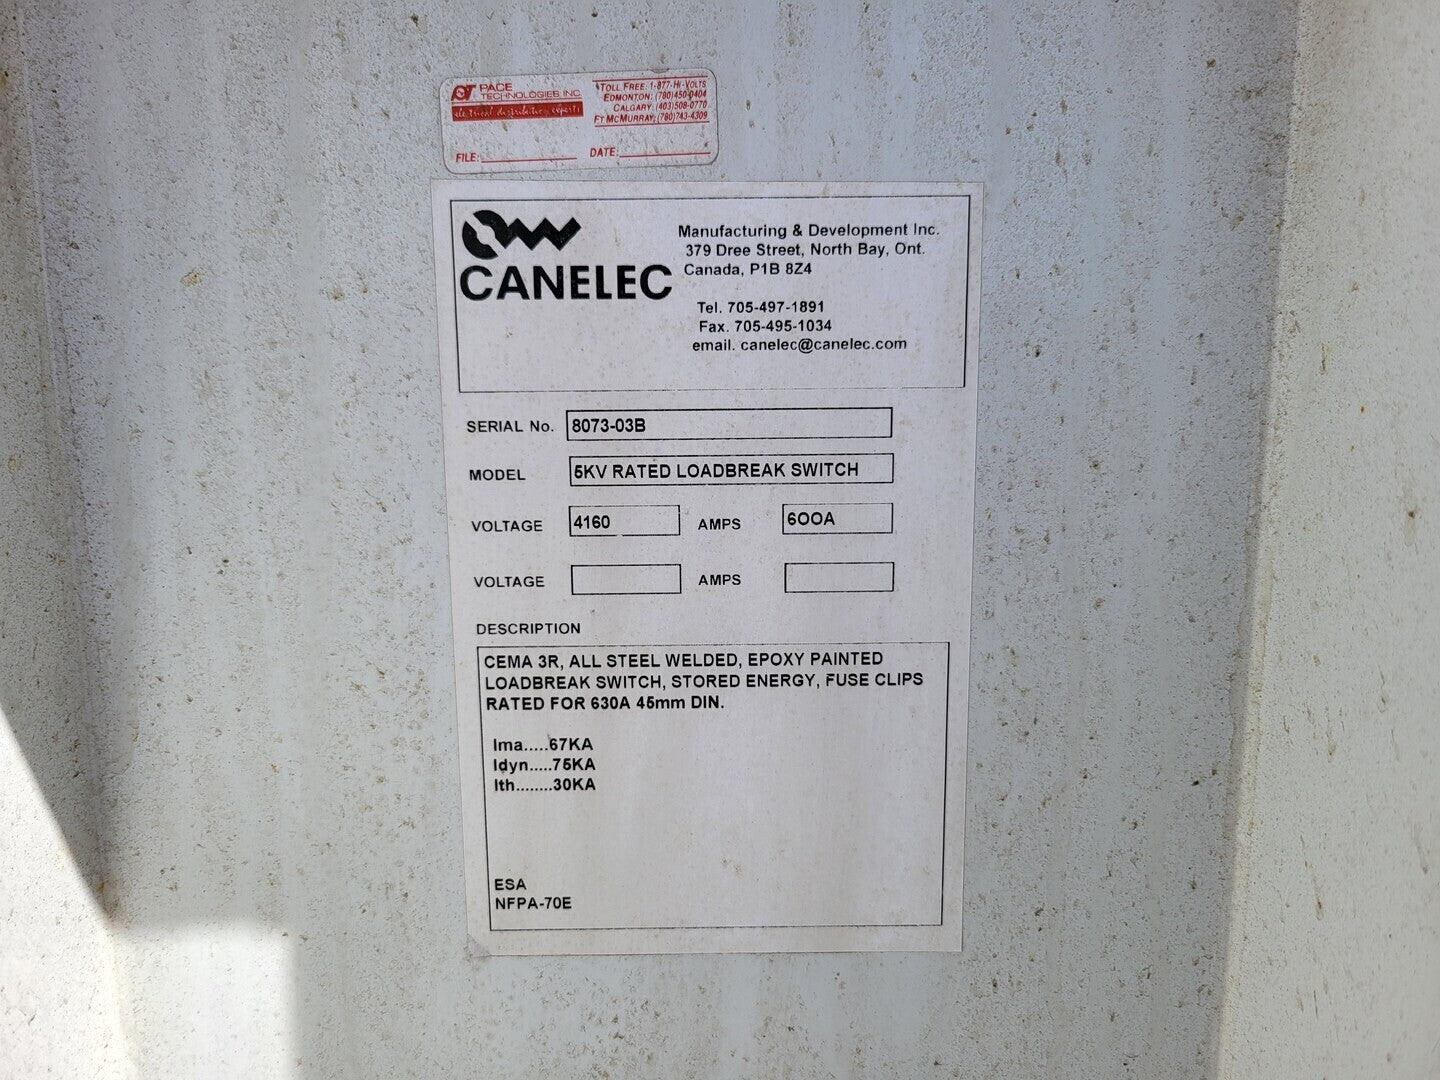 PACE
TECHNOLOGIES INC.
electrical distribution experts
TOLL FREE: 1-877-HI-VOLTS
EDMONTON: (780)450-0404
CALGARY: (403)508-0770
FT MCMURRAY: (780)743-4309
FILE:
DATE:
CANELEC
Manufacturing & Development Inc.
379 Dree Street, North Bay, Ont.
Canada, P1B 8Z4
Tel. 705-497-1891
Fax. 705-495-1034
email. canelec@canelec.com
SERIAL No. 8073-03B
MODEL 5KV RATED LOADBREAK SWITCH
VOLTAGE 4160 AMPS 600A
VOLTAGE AMPS
DESCRIPTION
CEMA 3R, ALL STEEL WELDED, EPOXY PAINTED
LOADBREAK SWITCH, STORED ENERGY, FUSE CLIPS
RATED FOR 630A 45mm DIN.
Ima.....67KA
Idyn.....75KA
Ith........30KA
ESA
NFPA-70E